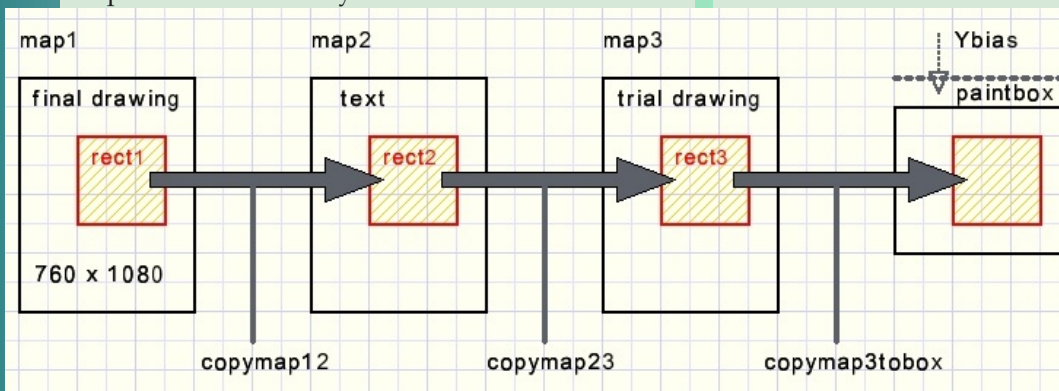 map1
map2
map3
Ybias
final drawing
text
trial drawing
paintbox
rect1
rect2
rect3
760 x 1080
copymap12
copymap23
copymap3tobox